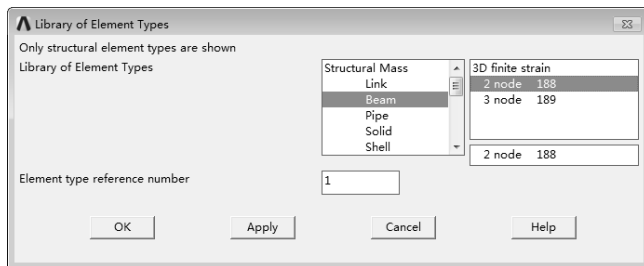 Library of Element Types
Only structural element types are shown
Library of Element Types
Structural Mass
Link
Beam
Pipe
Solid
Shell
3D finite strain
2 node 188
3 node 189
2 node 188
Element type reference number
1
OK
Apply
Cancel
Help